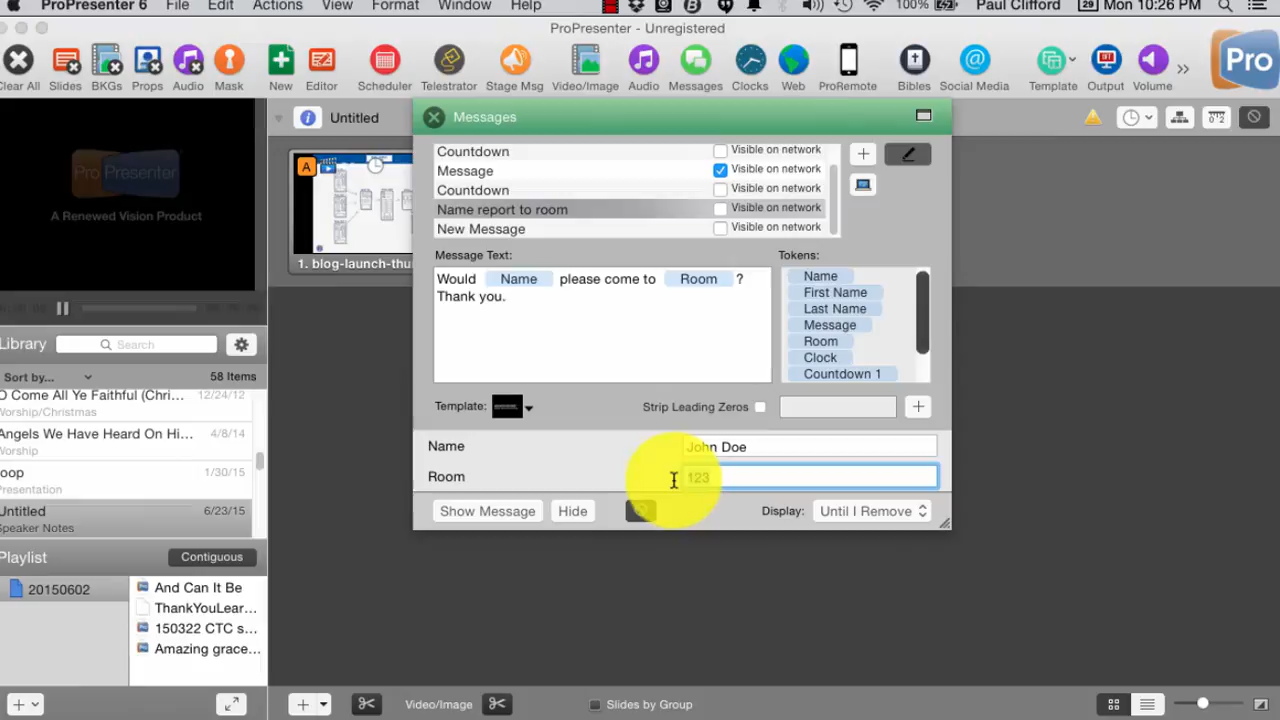 ProPresenter 6 File Edit Actions View Format Window Help 100% Paul Clifford 29 Mon 10:26 PM
ProPresenter - Unregistered
Clear All Slides BKGs Props Audio Mask New Editor Scheduler Telestrator Stage Msg Video/Image Audio Messages Clocks Web ProRemote Bibles Social Media Template Output Volume Pro
Untitled
Messages
Countdown Visible on network
Message Visible on network
Countdown Visible on network
Name report to room Visible on network
New Message Visible on network
Pro Presenter
A Renewed Vision Product
A
1. blog-launch-thu
Message Text:
Tokens:
Would Name please come to Room ?
Thank you.
Name
First Name
Last Name
Message
Room
Clock
Countdown 1
Template:
Strip Leading Zeros
Name John Doe
Room 123
Show Message Hide Display: Until I Remove
Library Search
Sort by... 58 Items
O Come All Ye Faithful (Chri... 12/24/12
Worship/Christmas
Angels We Have Heard On Hi... 4/8/14
Worship
oop 1/30/15
Presentation
Untitled 6/23/15
Speaker Notes
Playlist Contiguous
20150602
And Can It Be
ThankYouLear...
150322 CTC s...
Amazing grace...
Video/Image
Slides by Group